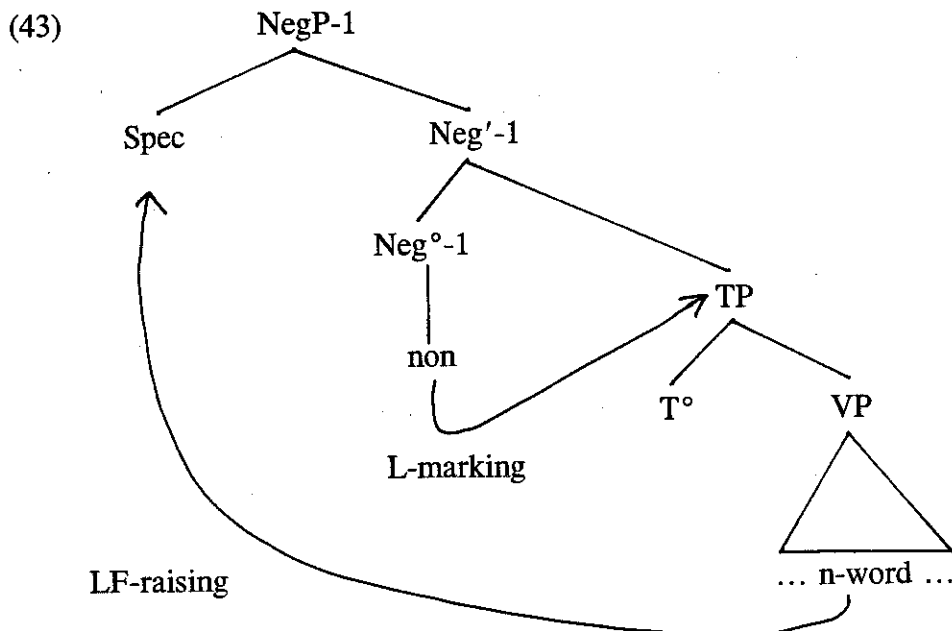 (43) NegP-1
Spec Neg′-1
Neg°-1
TP
non
T° VP
L-marking
LF-raising
... n-word ...